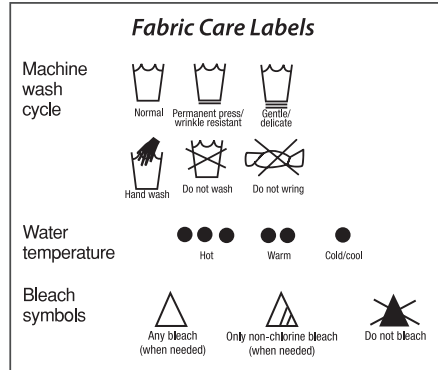 Fabric Care Labels
Machine
wash
cycle
Normal
Permanent press/
wrinkle resistant
Gentle/
delicate
Hand wash
Do not wash
Do not wring
Water
temperature
Hot
Warm
Cold/cool
Bleach
symbols
Any bleach
(when needed)
Only non-chlorine bleach
(when needed)
Do not bleach